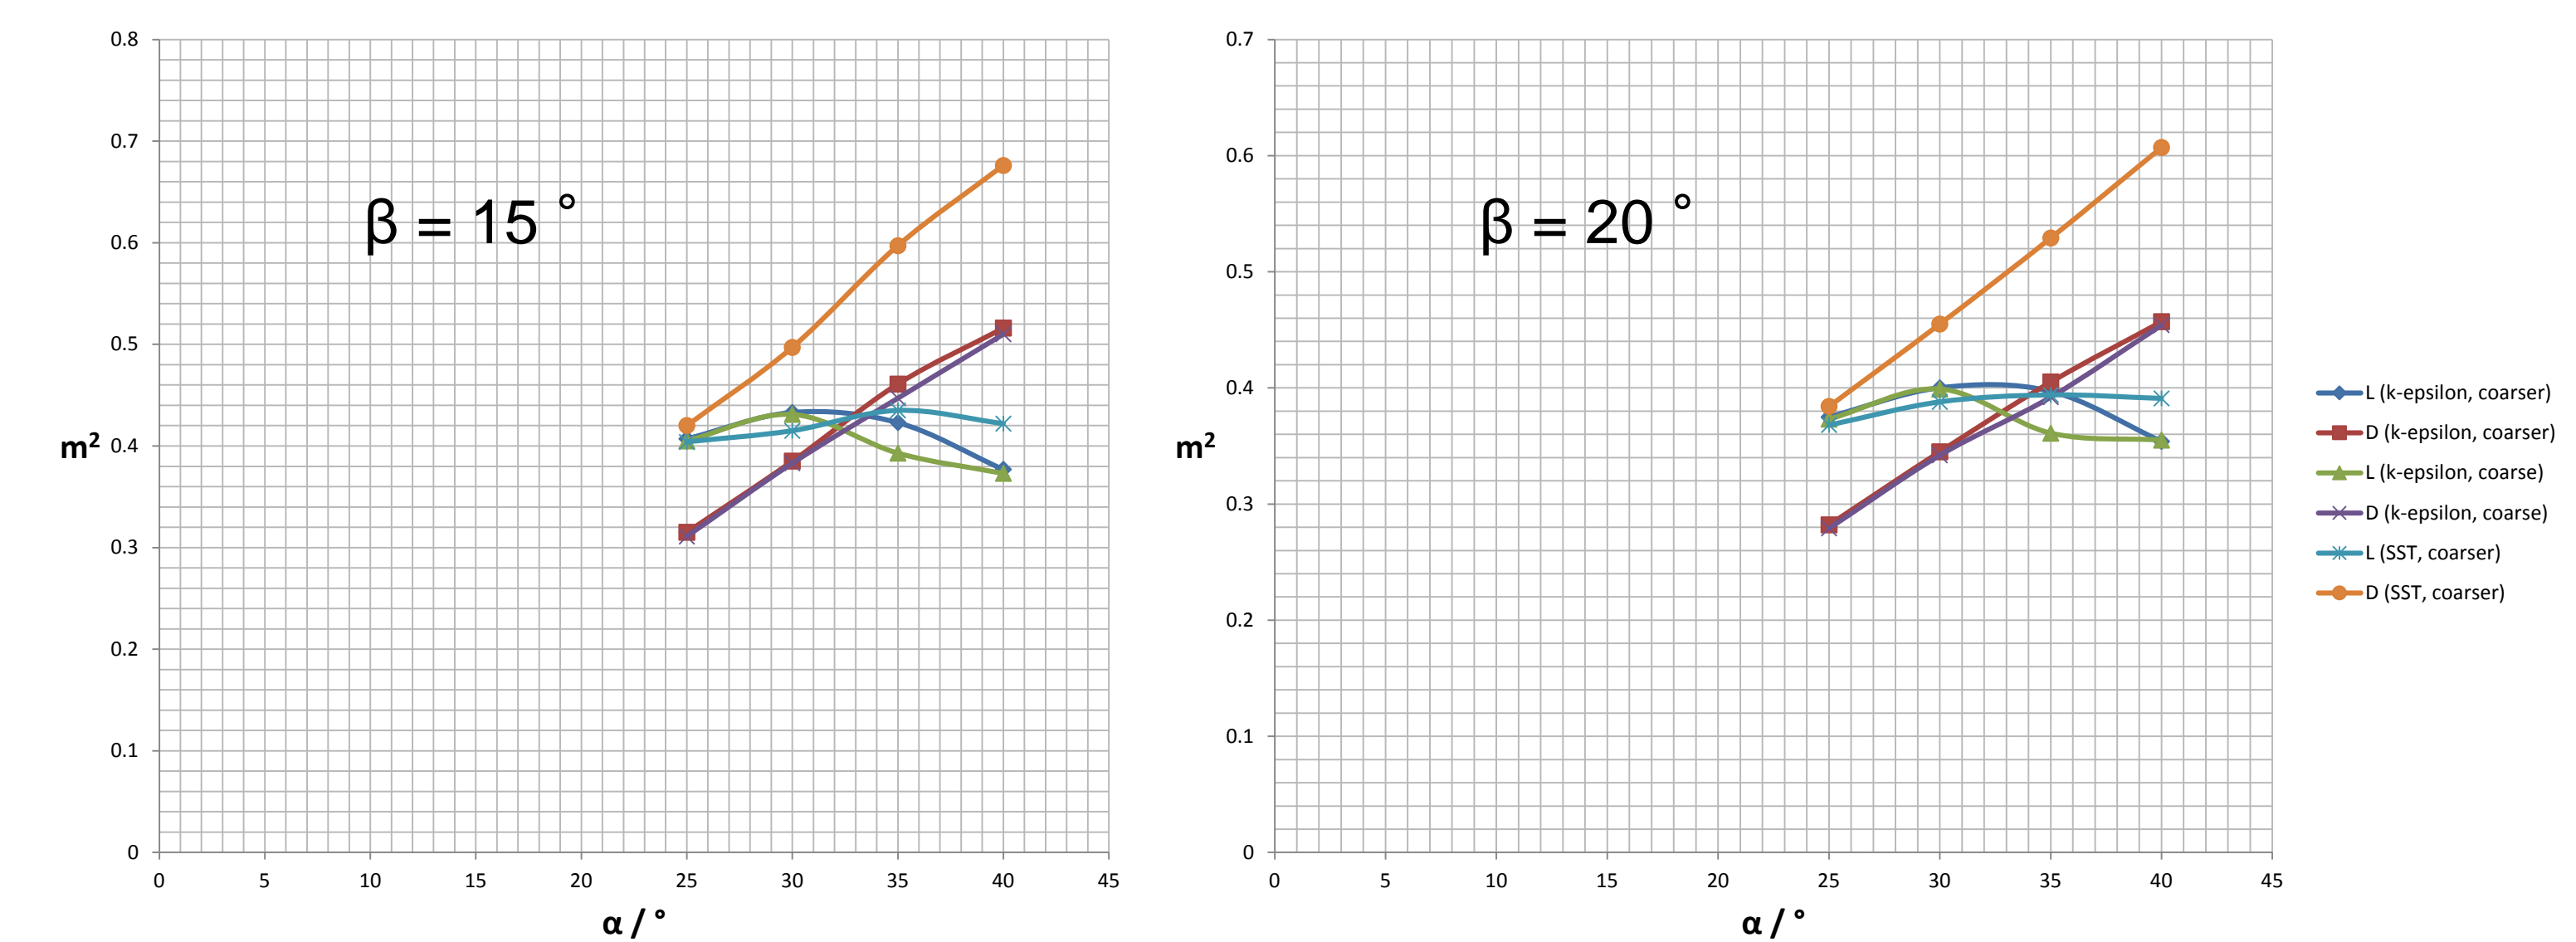 0.8
0.7
0.6
0.5
0.4
0.3
0.2
0.1
0
m²
β = 15 °
0 5 10 15 20 25 30 35 40 45
α / °
0.7
0.6
0.5
0.4
0.3
0.2
0.1
0
m²
β = 20 °
0 5 10 15 20 25 30 35 40 45
α / °
L (k-epsilon, coarser)
D (k-epsilon, coarser)
L (k-epsilon, coarse)
D (k-epsilon, coarse)
L (SST, coarser)
D (SST, coarser)